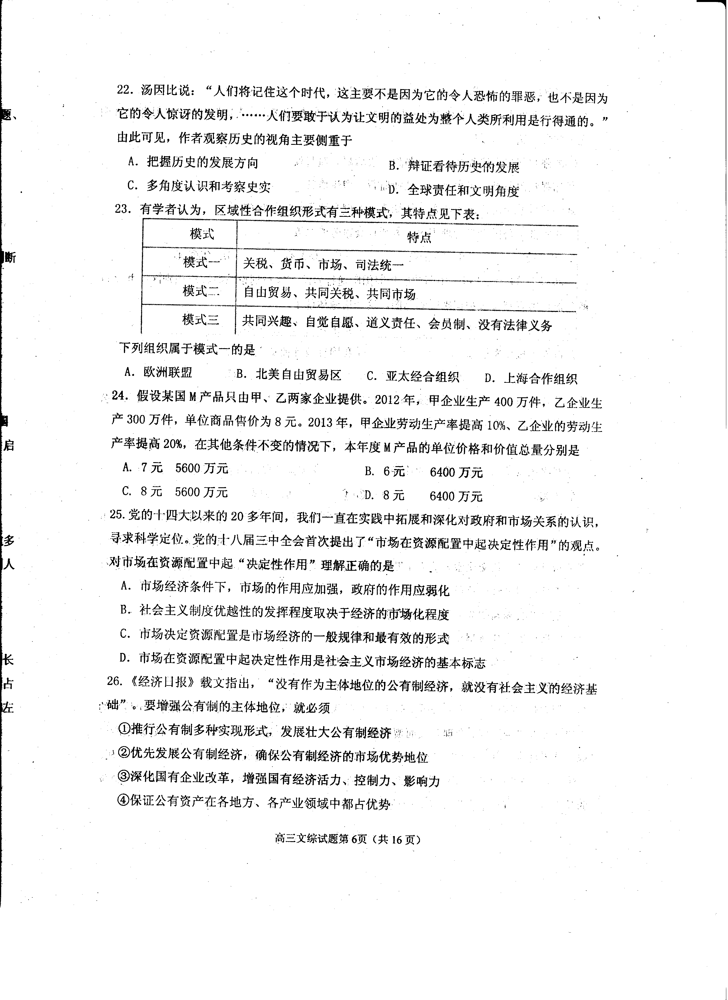 22. 汤因比说：“人们将记住这个时代，这主要不是因为它的令人恐怖的罪恶，也不是因为
它的令人惊讶的发明，……人们要敢于认为让文明的益处为整个人类所利用是行得通的。”
由此可见，作者观察历史的视角主要侧重于
A. 把握历史的发展方向 B. 辩证看待历史的发展
C. 多角度认识和考察史实 D. 全球责任和文明角度
23. 有学者认为，区域性合作组织形式有三种模式，其特点见下表：
模式 特点
模式一 关税、货币、市场、司法统一
模式二 自由贸易、共同关税、共同市场
模式三 共同兴趣、自觉自愿、道义责任、会员制、没有法律义务
下列组织属于模式一的是
A. 欧洲联盟 B. 北美自由贸易区 C. 亚太经合组织 D. 上海合作组织
24. 假设某国M产品只由甲、乙两家企业提供。2012年，甲企业生产400万件，乙企业生
产300万件，单位商品售价为8元。2013年，甲企业劳动生产率提高10%、乙企业的劳动生
产率提高20%，在其他条件不变的情况下，本年度M产品的单位价格和价值总量分别是
A. 7元 5600万元 B. 6元 6400万元
C. 8元 5600万元 D. 8元 6400万元
25. 党的十四大以来的20多年间，我们一直在实践中拓展和深化对政府和市场关系的认识，
寻求科学定位。党的十八届三中全会首次提出了“市场在资源配置中起决定性作用”的观点。
对市场在资源配置中起“决定性作用”理解正确的是
A. 市场经济条件下，市场的作用应加强，政府的作用应弱化
B. 社会主义制度优越性的发挥程度取决于经济的市场化程度
C. 市场决定资源配置是市场经济的一般规律和最有效的形式
D. 市场在资源配置中起决定性作用是社会主义市场经济的基本标志
26.《经济日报》载文指出，“没有作为主体地位的公有制经济，就没有社会主义的经济基
础”。要增强公有制的主体地位，就必须
①推行公有制多种实现形式，发展壮大公有制经济
②优先发展公有制经济，确保公有制经济的市场优势地位
③深化国有企业改革，增强国有经济活力、控制力、影响力
④保证公有资产在各地方、各产业领域中都占优势
高三文综试题第6页（共16页）
题、
断
启
多
人
长
占
左